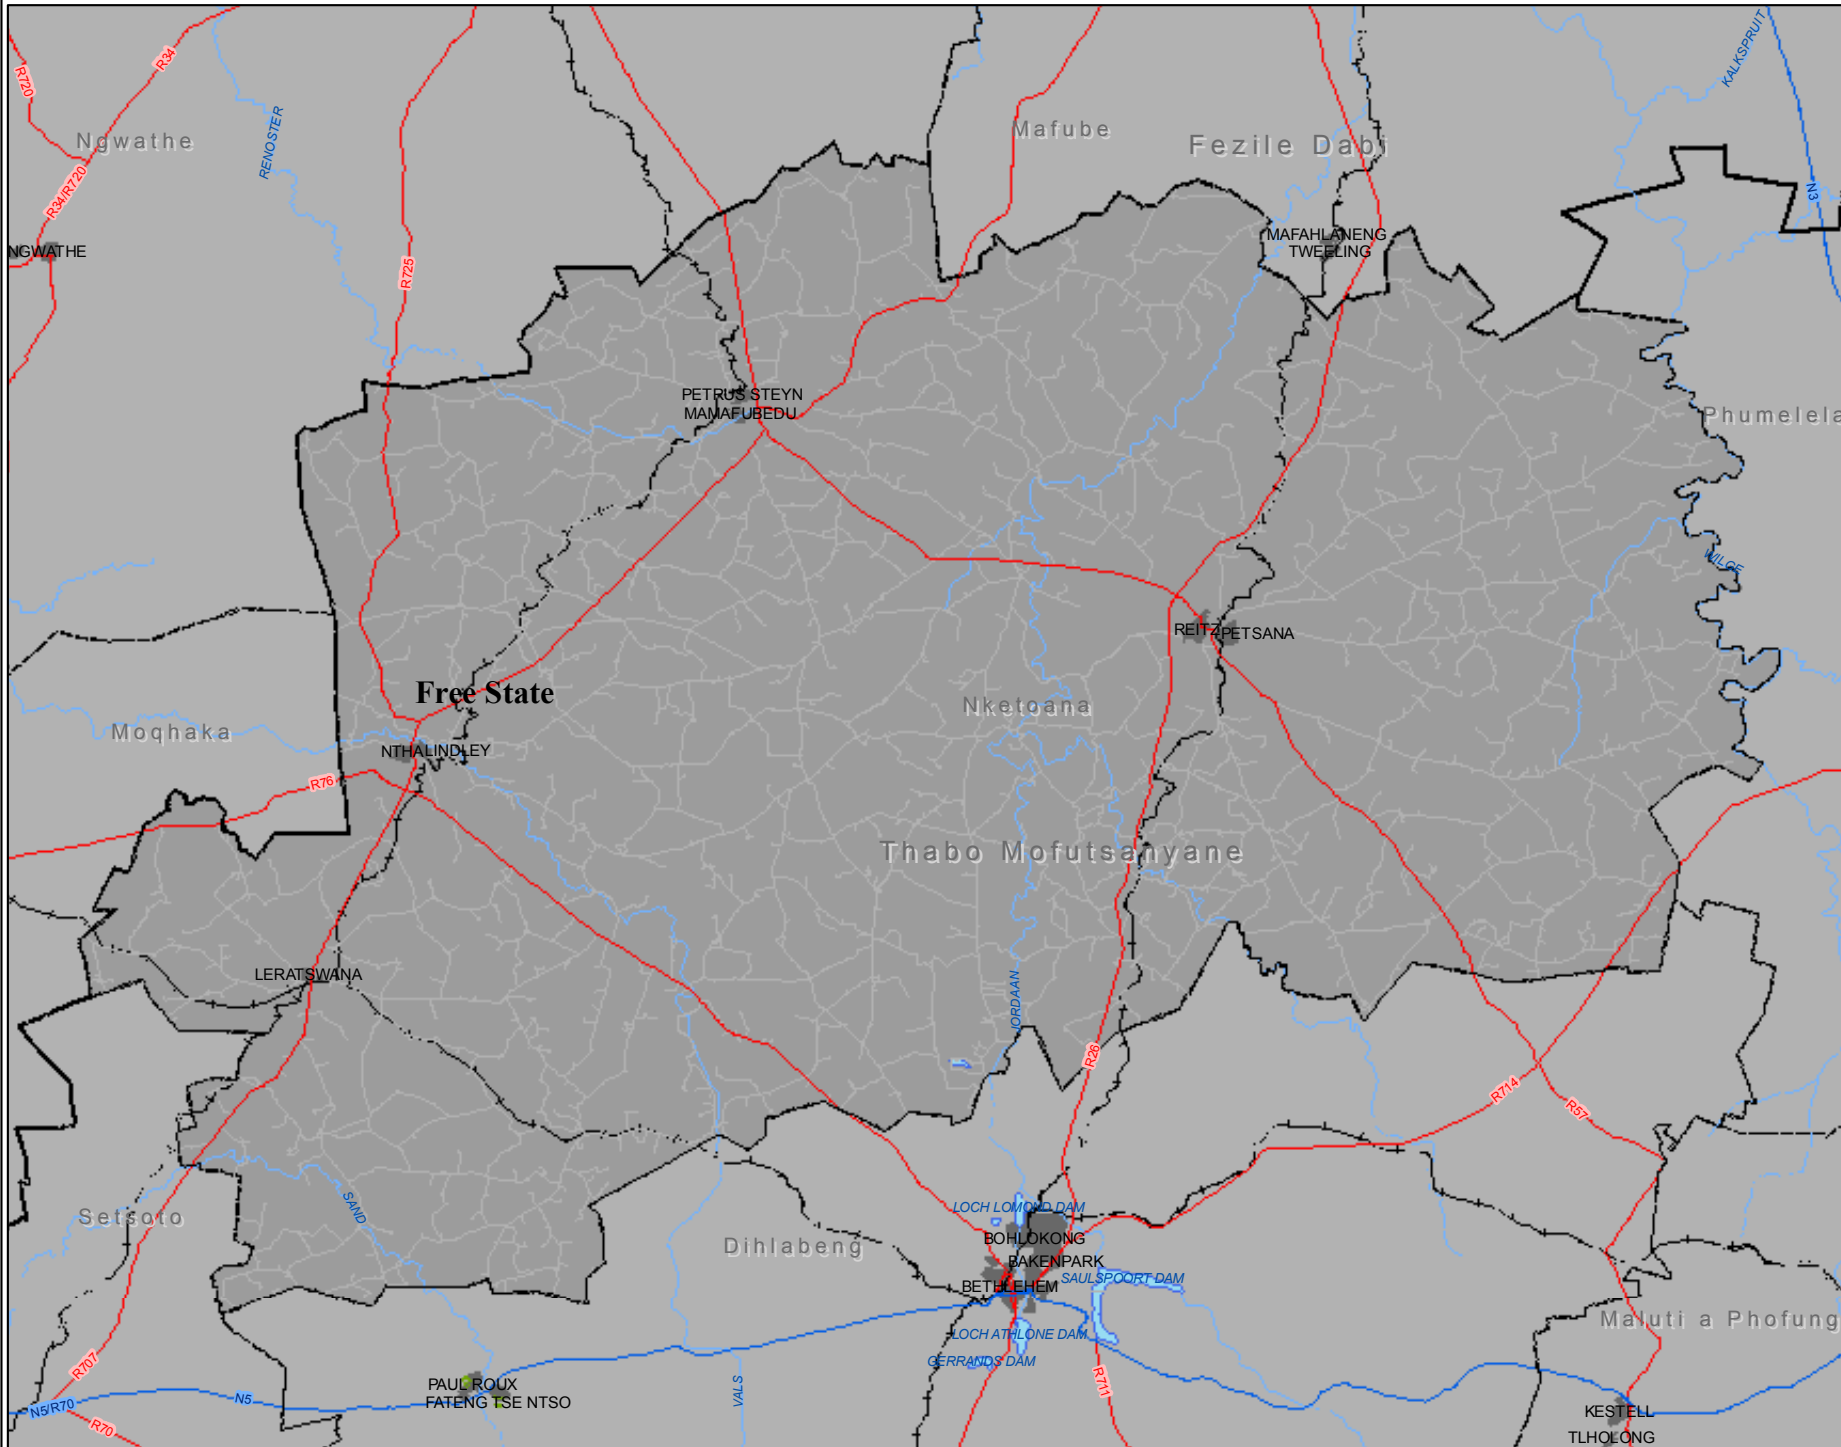 R720
R34
KALKSPRUIT
RENOSTER
Ngwathe
Mafube
Fezile Dabi
R34/R720
N3
NGWATHE
MAFAHLANENG
TWEELING
R725
PETRUS STEYN
MAMAFUBEDU
Phumelela
WILGE
REITZ
PETSANA
Free State
Nketoana
Moqhaka
NTHA
LINDLEY
R76
Thabo Mofutsanyane
LERATSWANA
JORDAAN
R26
R714
R57
SAND
Setsoto
LOCH LOMOND DAM
Dihlabeng
BOHLOKONG
BAKENPARK
SAULSPOORT DAM
BETHLEHEM
Maluti a Phofung
LOCH ATHLONE DAM
GERRANDS DAM
R707
PAUL ROUX
FATENG TSE NTSO
VALS
R711
N5/R70
N5
R70
KESTELL
TLHOLONG